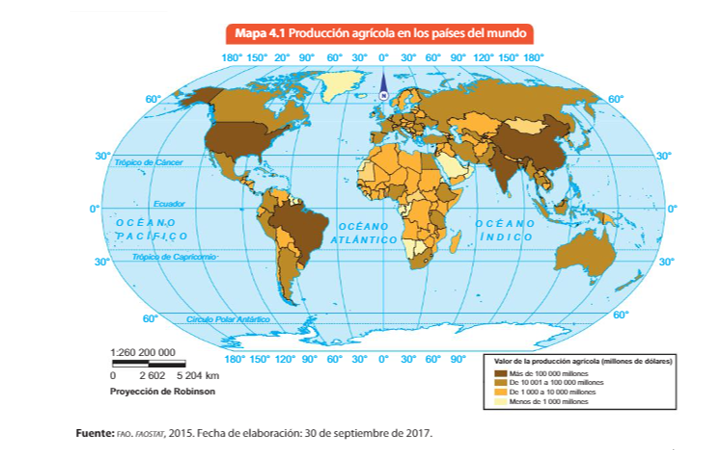 Mapa 4.1 Producción agrícola en los países del mundo
180° 150° 120° 90° 60° 30° 0° 30° 60° 90° 120° 150° 180°
60° 60°
30° 30°
Trópico de Cáncer
Ecuador
0° 0°
OCÉANO
PACÍFICO
OCÉANO
ATLÁNTICO
OCÉANO
ÍNDICO
Trópico de Capricornio
30° 30°
Círculo Polar Antártico
60° 60°
180° 150° 120° 90° 60° 30° 0° 30° 60° 90°
N
1:260 200 000
0 2 602 5 204 km
Proyección de Robinson
Valor de la producción agrícola (millones de dólares)
Más de 100 000 millones
De 10 001 a 100 000 millones
De 1 000 a 10 000 millones
Menos de 1 000 millones
Fuente: FAO. FAOSTAT, 2015. Fecha de elaboración: 30 de septiembre de 2017.